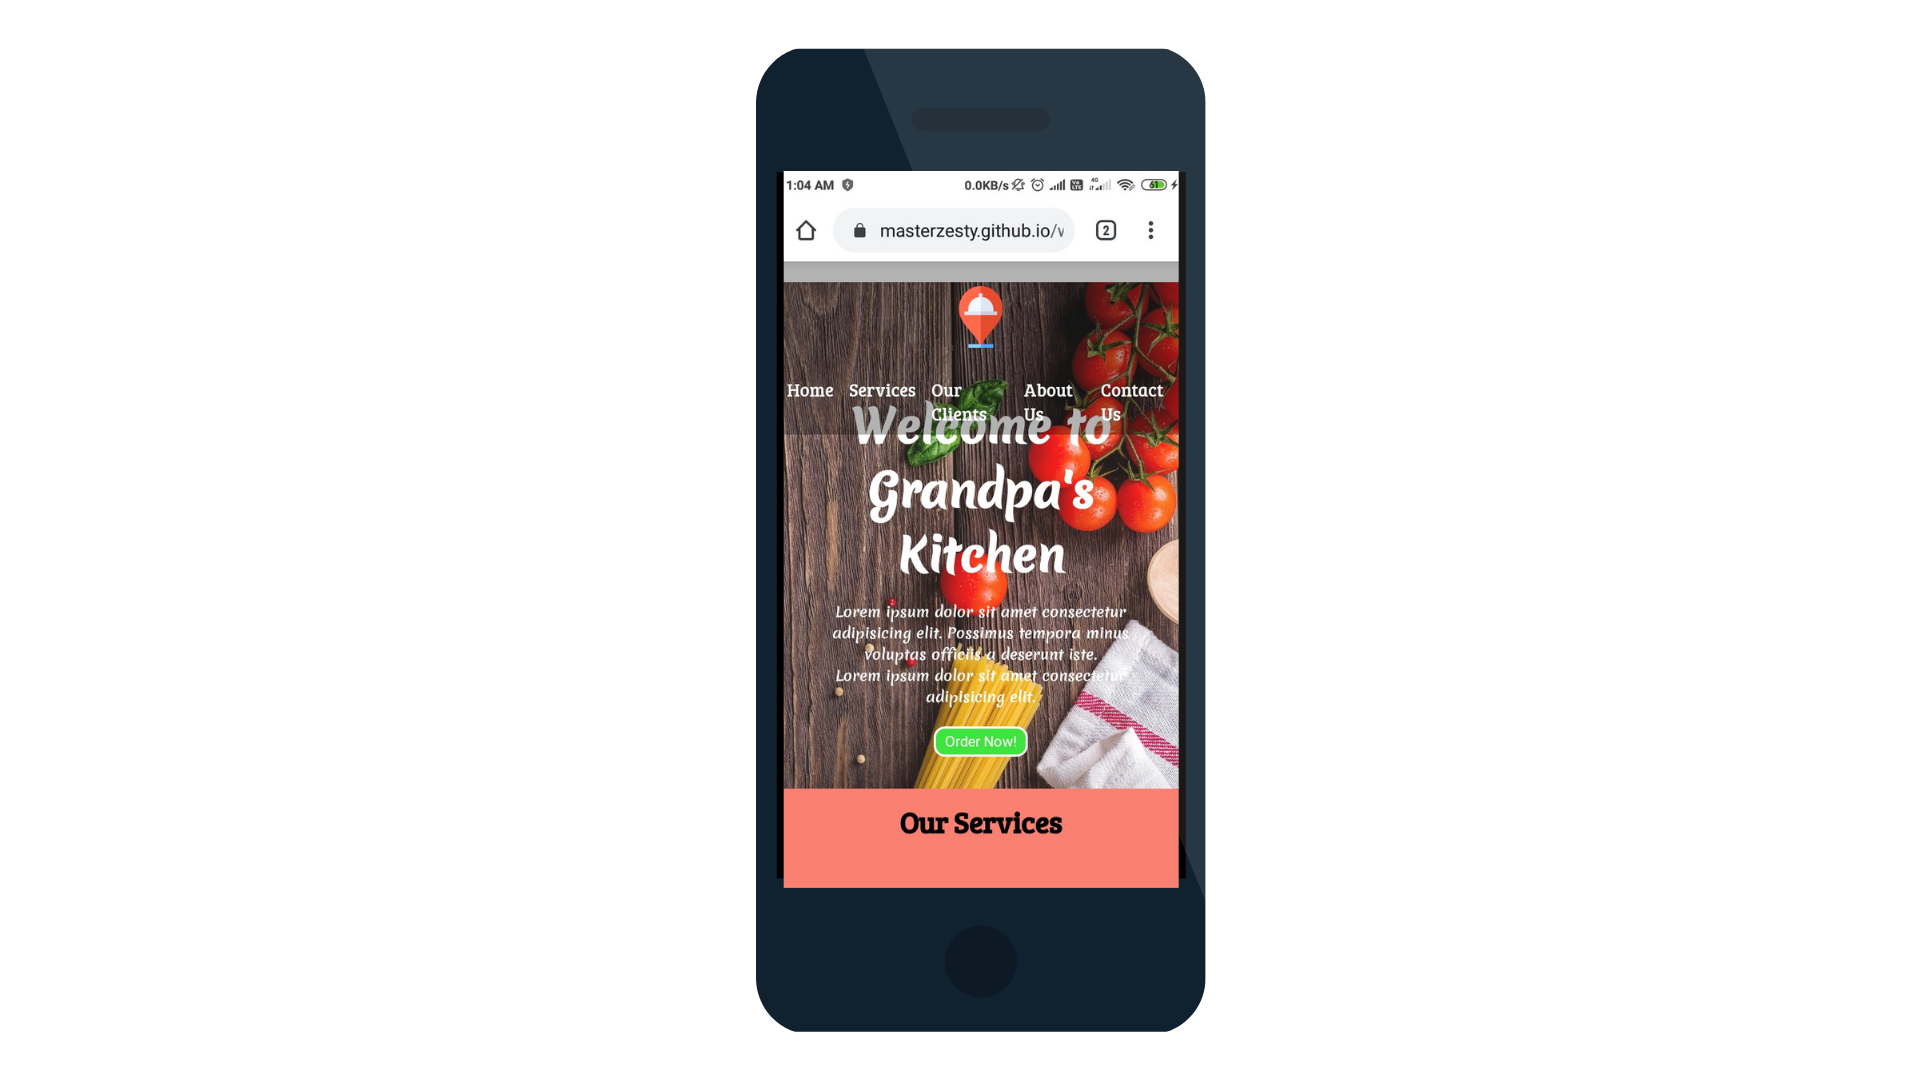 1:04 AM 0.0KB/s 4G 61
masterzesty.github.io/v
2
Home Services Our Clients About Us Contact Us
Welcome to
Grandpa's
Kitchen
Lorem ipsum dolor sit amet consectetur
adipisicing elit. Possimus tempora minus
voluptas officiis a deserunt iste.
Lorem ipsum dolor sit amet consectetur
adipisicing elit.
Order Now!
Our Services